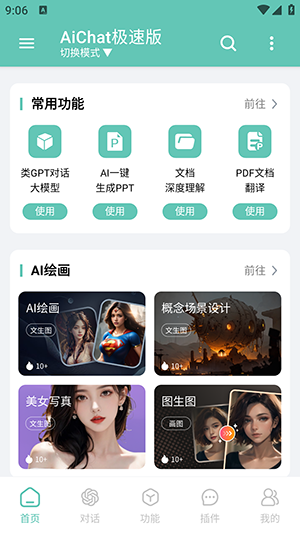 9:06
A
AiChat极速版
切换模式▼
常用功能
前往
类GPT对话
大模型
AI一键
生成PPT
文档
深度理解
PDF文档
翻译
使用
使用
使用
使用
AI绘画
前往
AI绘画
文生图
10+
概念场景设计
文生图
10+
美女写真
文生图
10+
图生图
画图
10+
首页
对话
功能
插件
我的